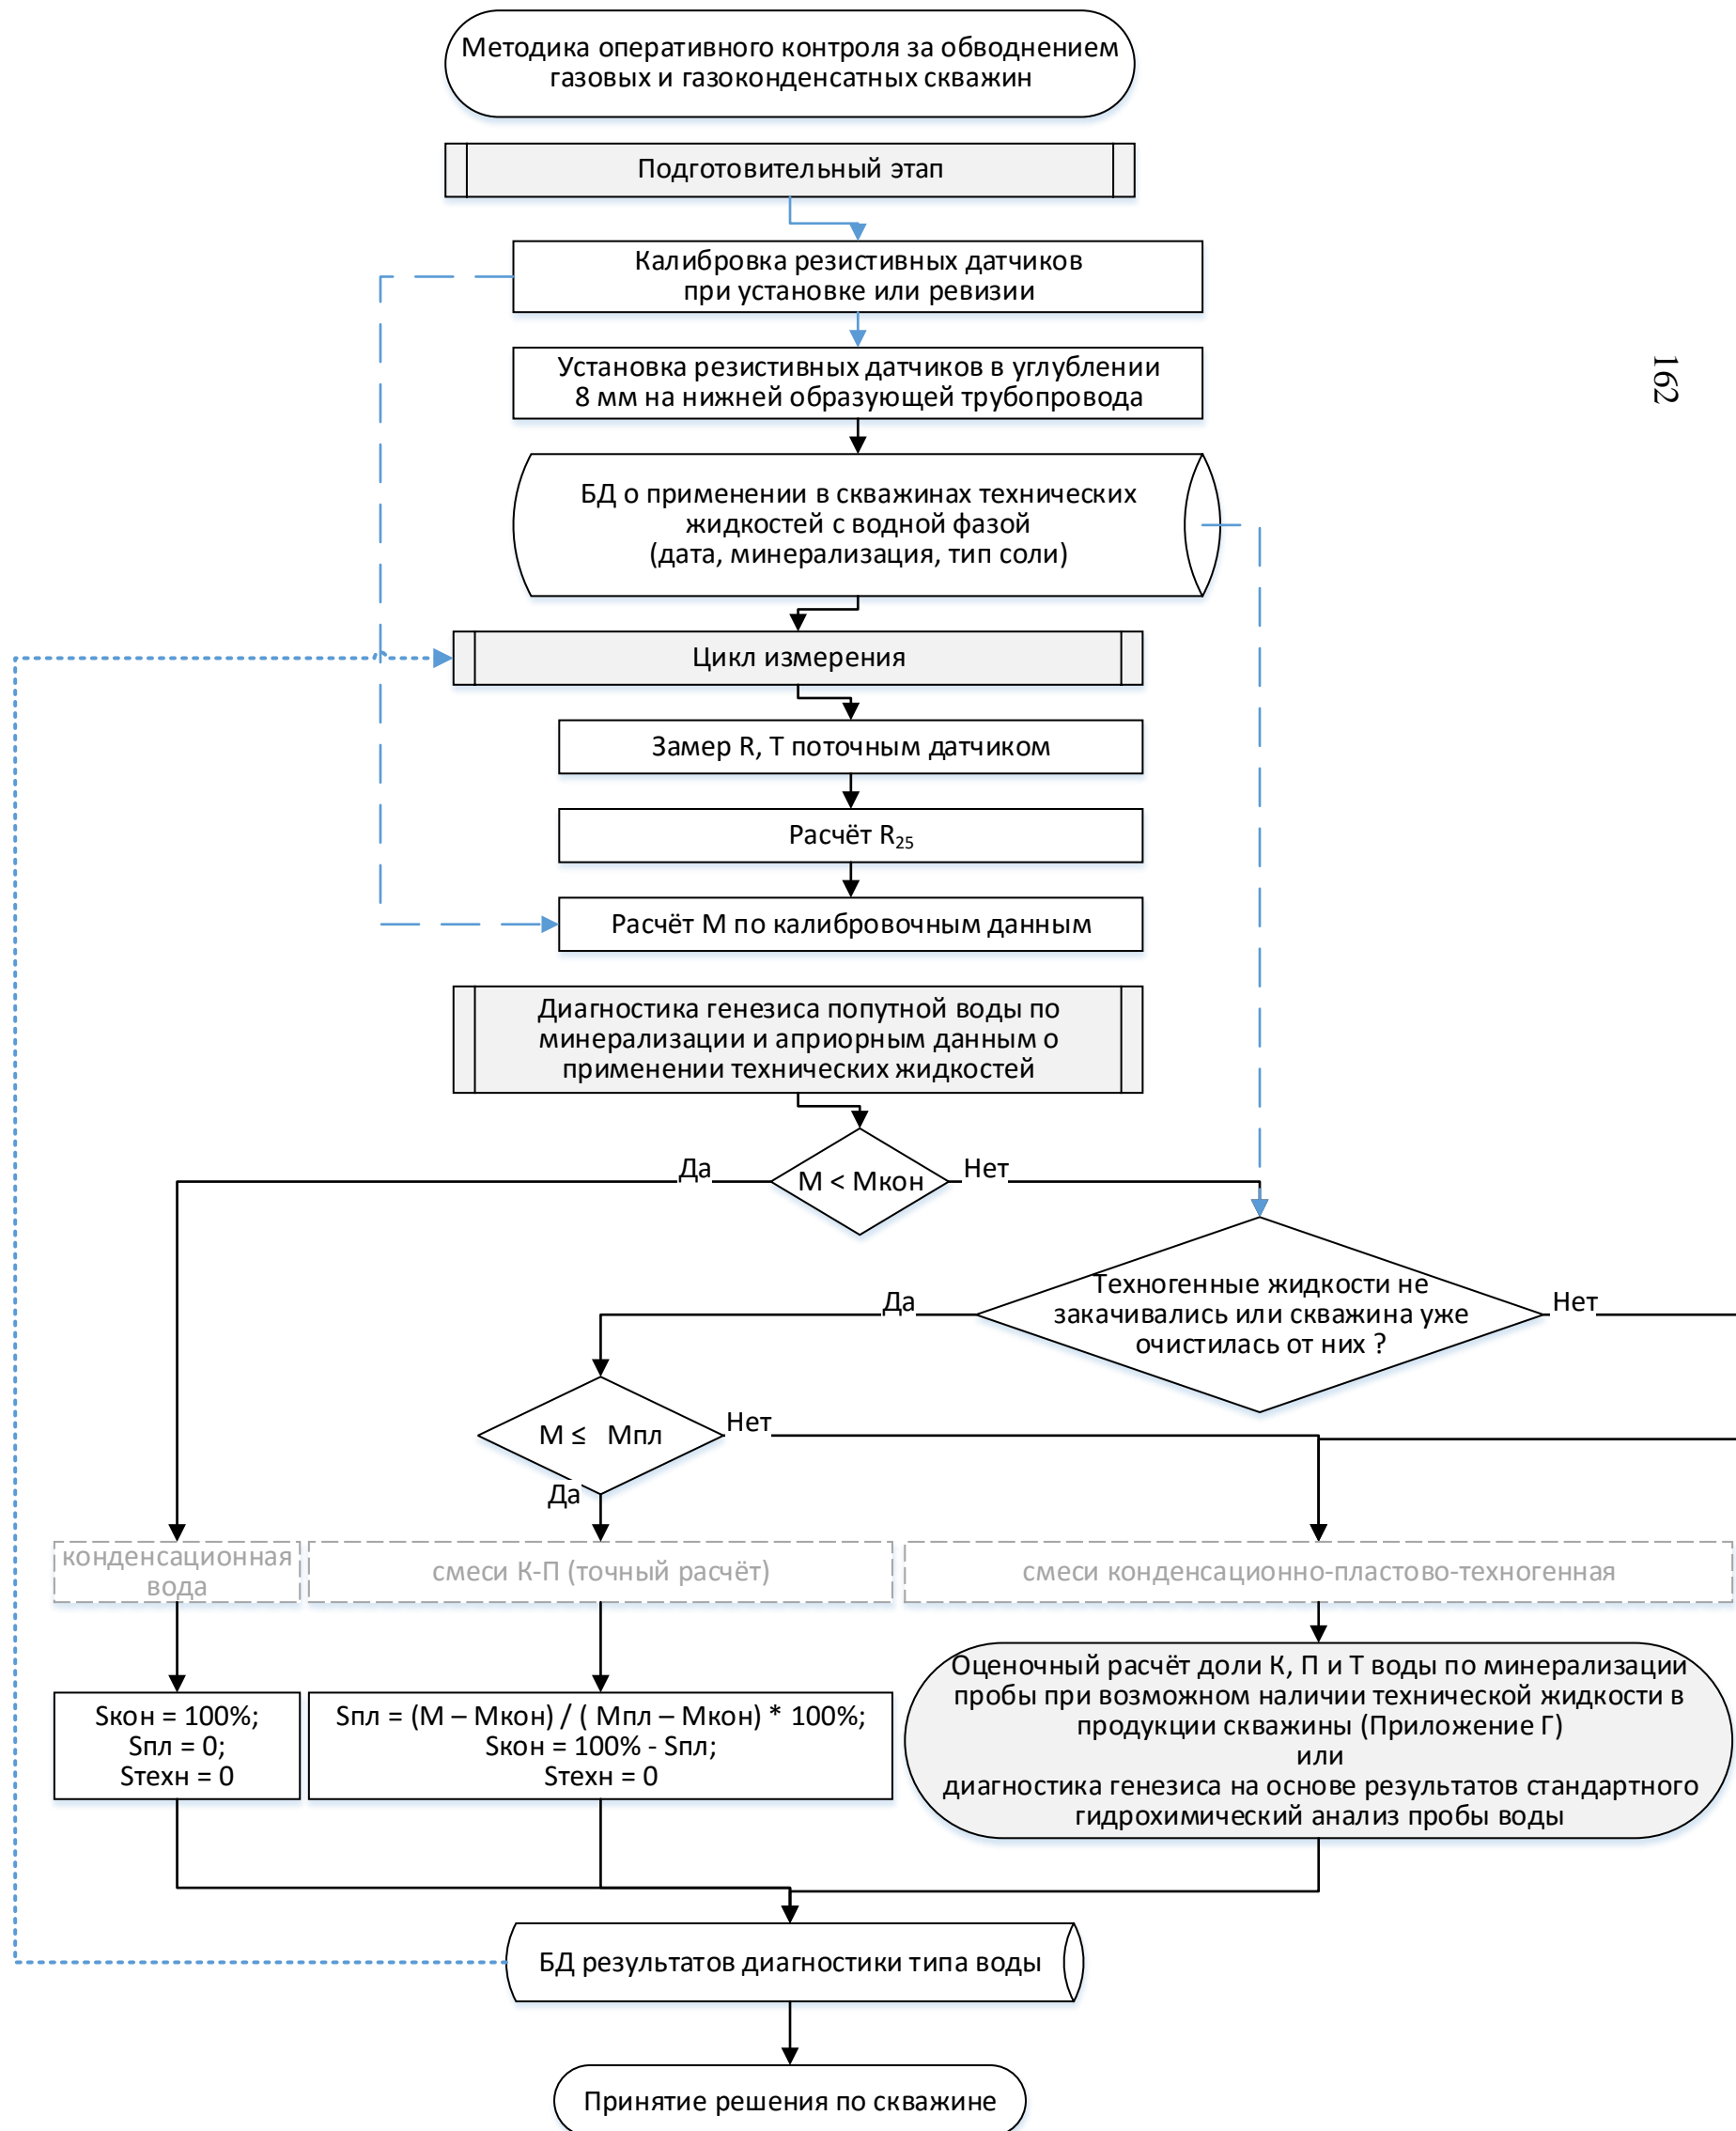 Методика оперативного контроля за обводнением
газовых и газоконденсатных скважин
Подготовительный этап
Калибровка резистивных датчиков
при установке или ревизии
Установка резистивных датчиков в углублении
8 мм на нижней образующей трубопровода
162
БД о применении в скважинах технических
жидкостей с водной фазой
(дата, минерализация, тип соли)
Цикл измерения
Замер R, T поточным датчиком
Расчёт R₂₅
Расчёт М по калибровочным данным
Диагностика генезиса попутной воды по
минерализации и априорным данным о
применении технических жидкостей
Да
М < Мкон
Нет
Техногенные жидкости не
закачивались или скважина уже
очистилась от них ?
Да
Нет
М ≤ Мпл
Нет
Да
конденсационная
вода
смеси К-П (точный расчёт)
смеси конденсационно-пластово-техногенная
Sкон = 100%;
Sпл = 0;
Sтехн = 0
Sпл = (М – Мкон) / ( Мпл – Мкон) * 100%;
Sкон = 100% - Sпл;
Sтехн = 0
Оценочный расчёт доли К, П и Т воды по минерализации
пробы при возможном наличии технической жидкости в
продукции скважины (Приложение Г)
или
диагностика генезиса на основе результатов стандартного
гидрохимический анализ пробы воды
БД результатов диагностики типа воды
Принятие решения по скважине